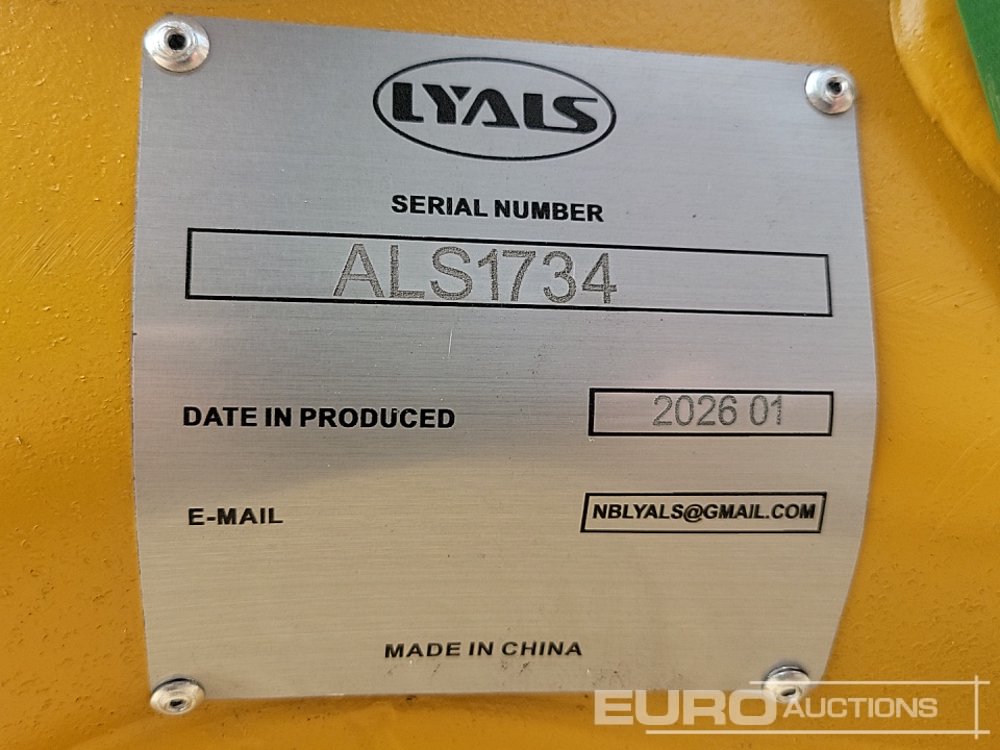 LYALS
SERIAL NUMBER
ALS1734
DATE IN PRODUCED 2026 01
E-MAIL NBLYALS@GMAIL.COM
MADE IN CHINA
EURO AUCTIONS